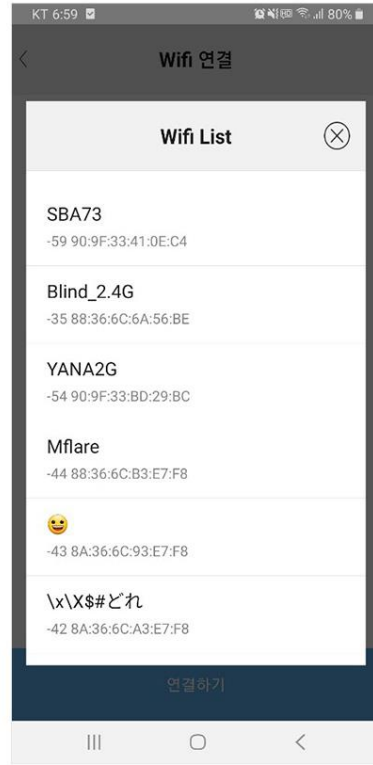 KT 6:59
80%
Wifi 연결
Wifi List
SBA73
-59 90:9F:33:41:0E:C4
Blind_2.4G
-35 88:36:6C:6A:56:BE
YANA2G
-54 90:9F:33:BD:29:BC
Mflare
-44 88:36:6C:B3:E7:F8
😀
-43 8A:36:6C:93:E7:F8
\x\X$#どれ
-42 8A:36:6C:A3:E7:F8
연결하기